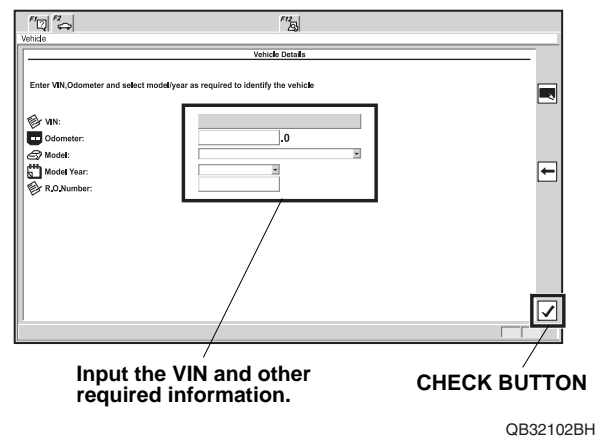 F1 F2 F12
Vehicle
Vehicle Details
Enter VIN,Odometer and select model/year as required to identify the vehicle
VIN:
Odometer: .0
Model:
Model Year:
R.O.Number:
Input the VIN and other
required information.
CHECK BUTTON
QB32102BH